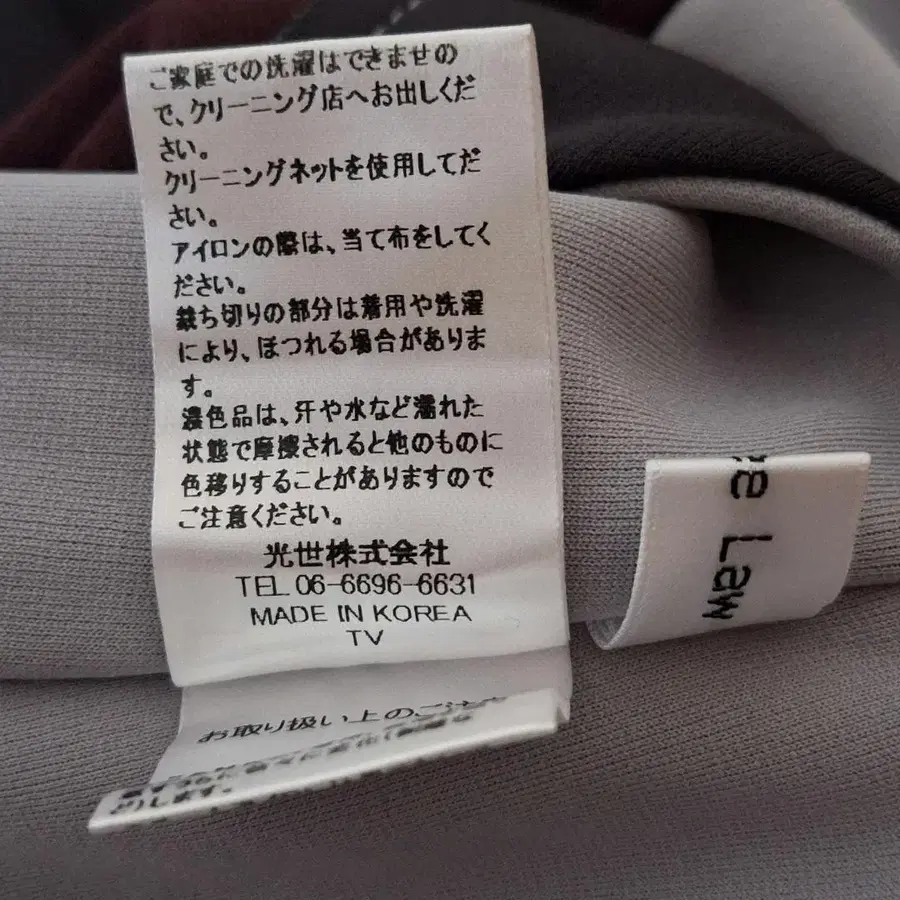 ご家庭での洗濯はできませの
で、クリーニング店へお出しくだ
さい。
クリーニングネットを使用してだ
さい。
アイロンの際は、当て布をしてく
ださい。
裁ち切りの部分は着用や洗濯
により、ほつれる場合がありま
す。
濃色品は、汗や水など濡れた
状態で摩擦されると他のものに
色移りすることがありますので
ご注意ください。
光世株式会社
TEL 06-6696-6631
MADE IN KOREA
TV
お取り扱い上のご注意
します。
Law